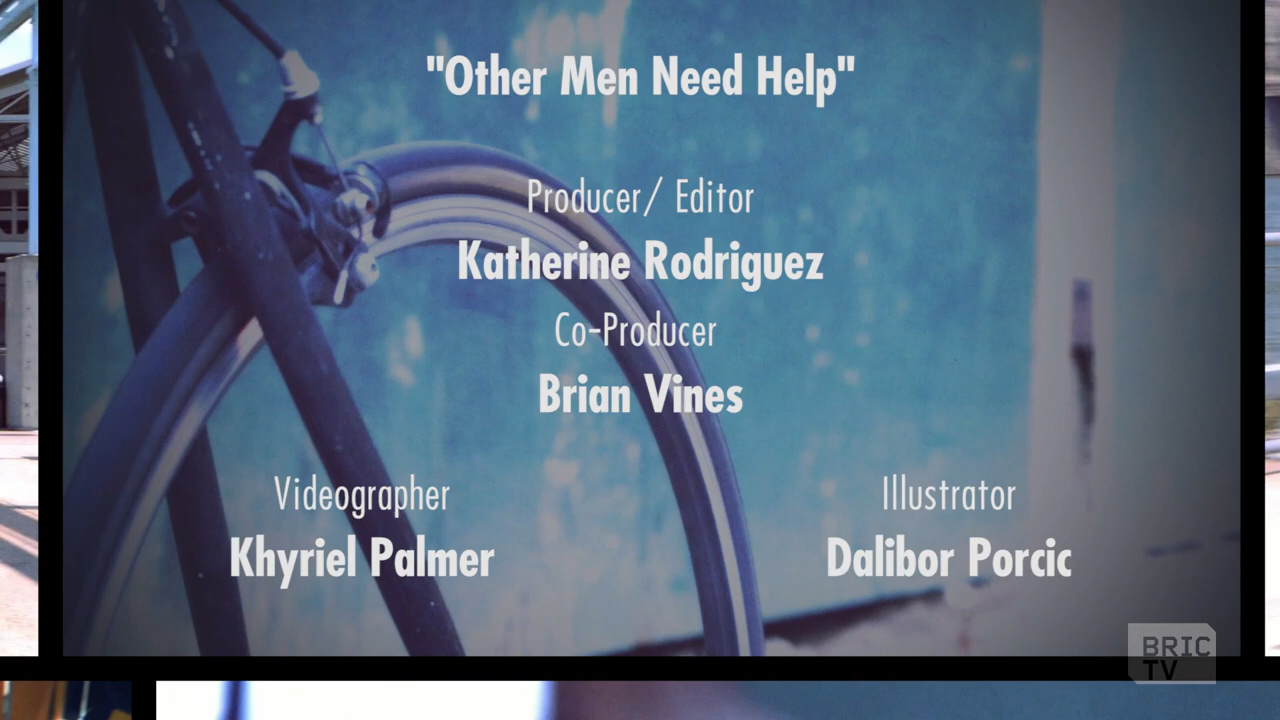 "Other Men Need Help"
Producer/ Editor
Katherine Rodriguez
Co-Producer
Brian Vines
Videographer
Khyriel Palmer
Illustrator
Dalibor Porcic
BRIC
TV